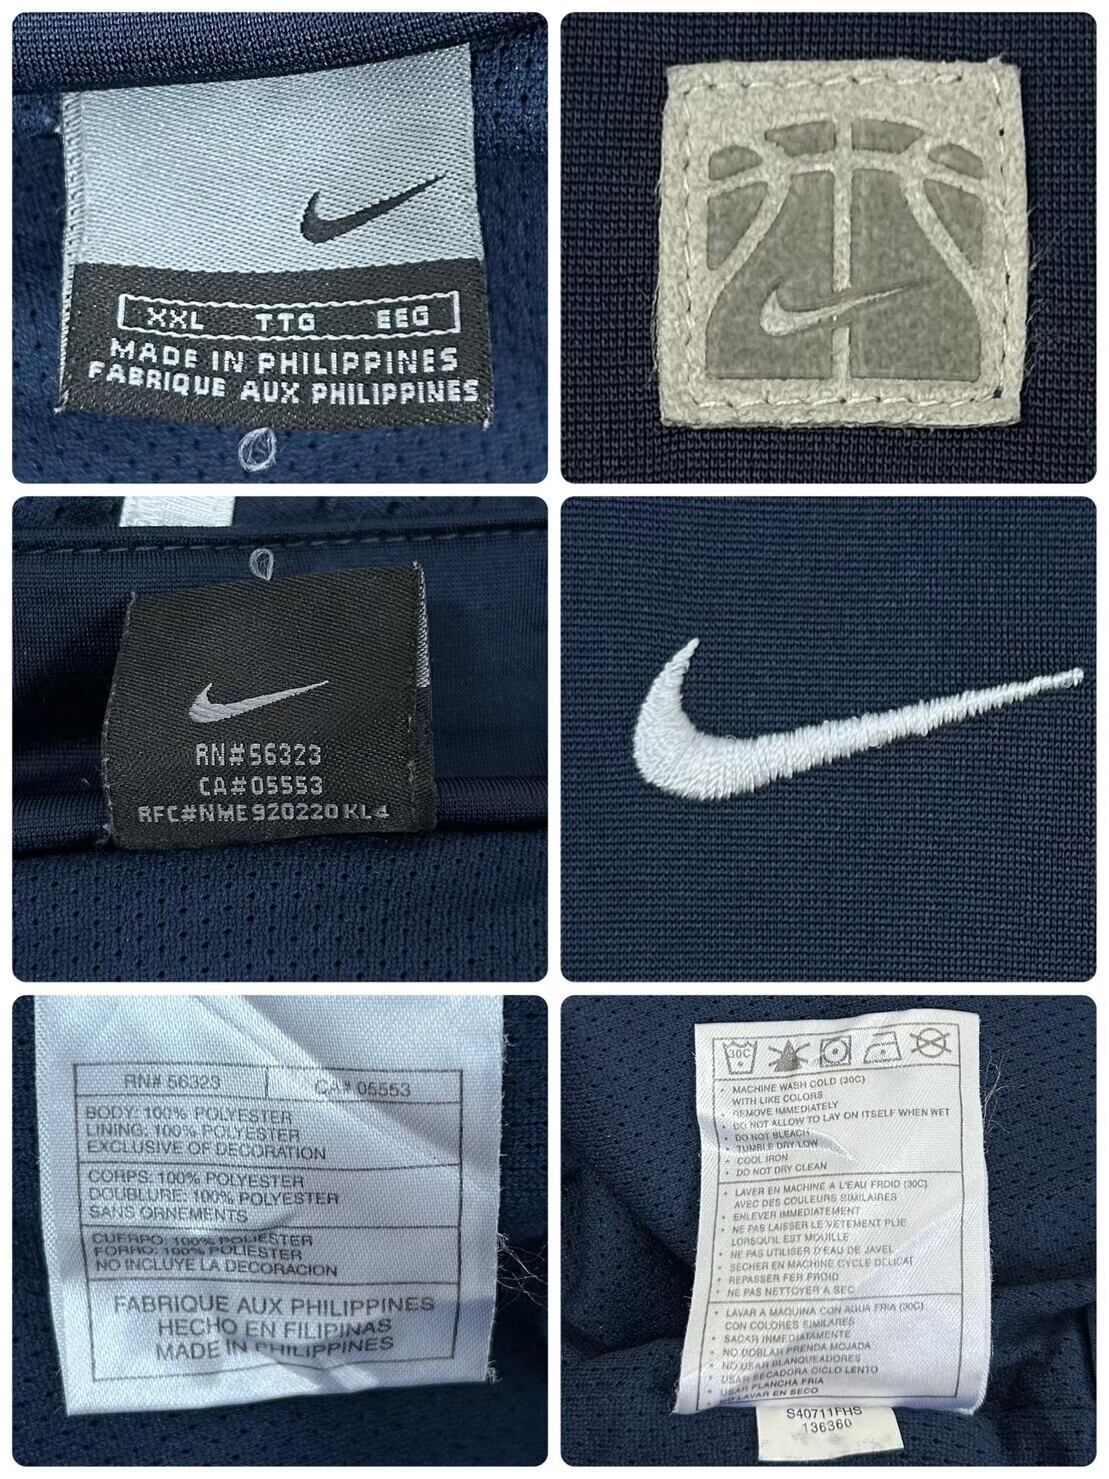 XXL TTG EEG
MADE IN PHILIPPINES
FABRIQUE AUX PHILIPPINES
RN#56323
CA#05553
RFC#NME920220 KL4
RN# 56323 CA# 05553
BODY: 100% POLYESTER
LINING: 100% POLYESTER
EXCLUSIVE OF DECORATION
CORPS: 100% POLYESTER
DOUBLURE: 100% POLYESTER
SANS ORNEMENTS
CUERPO: 100% POLIESTER
FORRO: 100% POLIESTER
NO INCLUYE LA DECORACION
FABRIQUE AUX PHILIPPINES
HECHO EN FILIPINAS
MADE IN PHILIPPINES
30C
• MACHINE WASH COLD (30C)
WITH LIKE COLORS
• REMOVE IMMEDIATELY
• DO NOT ALLOW TO LAY ON ITSELF WHEN WET
• DO NOT BLEACH
• TUMBLE DRY LOW
• COOL IRON
• DO NOT DRY CLEAN
• LAVER EN MACHINE A L'EAU FROID (30C)
AVEC DES COULEURS SIMILAIRES
• ENLEVER IMMEDIATEMENT
• NE PAS LAISSER LE VETEMENT PLIE
LORSQU'IL EST MOUILLE
• NE PAS UTILISER D'EAU DE JAVEL
• SECHER EN MACHINE CYCLE DELICAT
• REPASSER FER FROID
• NE PAS NETTOYER A SEC
• LAVAR A MAQUINA CON AGUA FRIA (30C)
CON COLORES SIMILARES
• SACAR INMEDIATAMENTE
• NO DOBLAR PRENDA MOJADA
• NO USAR BLANQUEADORES
• USAR SECADORA CICLO LENTO
• USAR PLANCHA FRIA
• NO LAVAR EN SECO
S40711FHS
136360